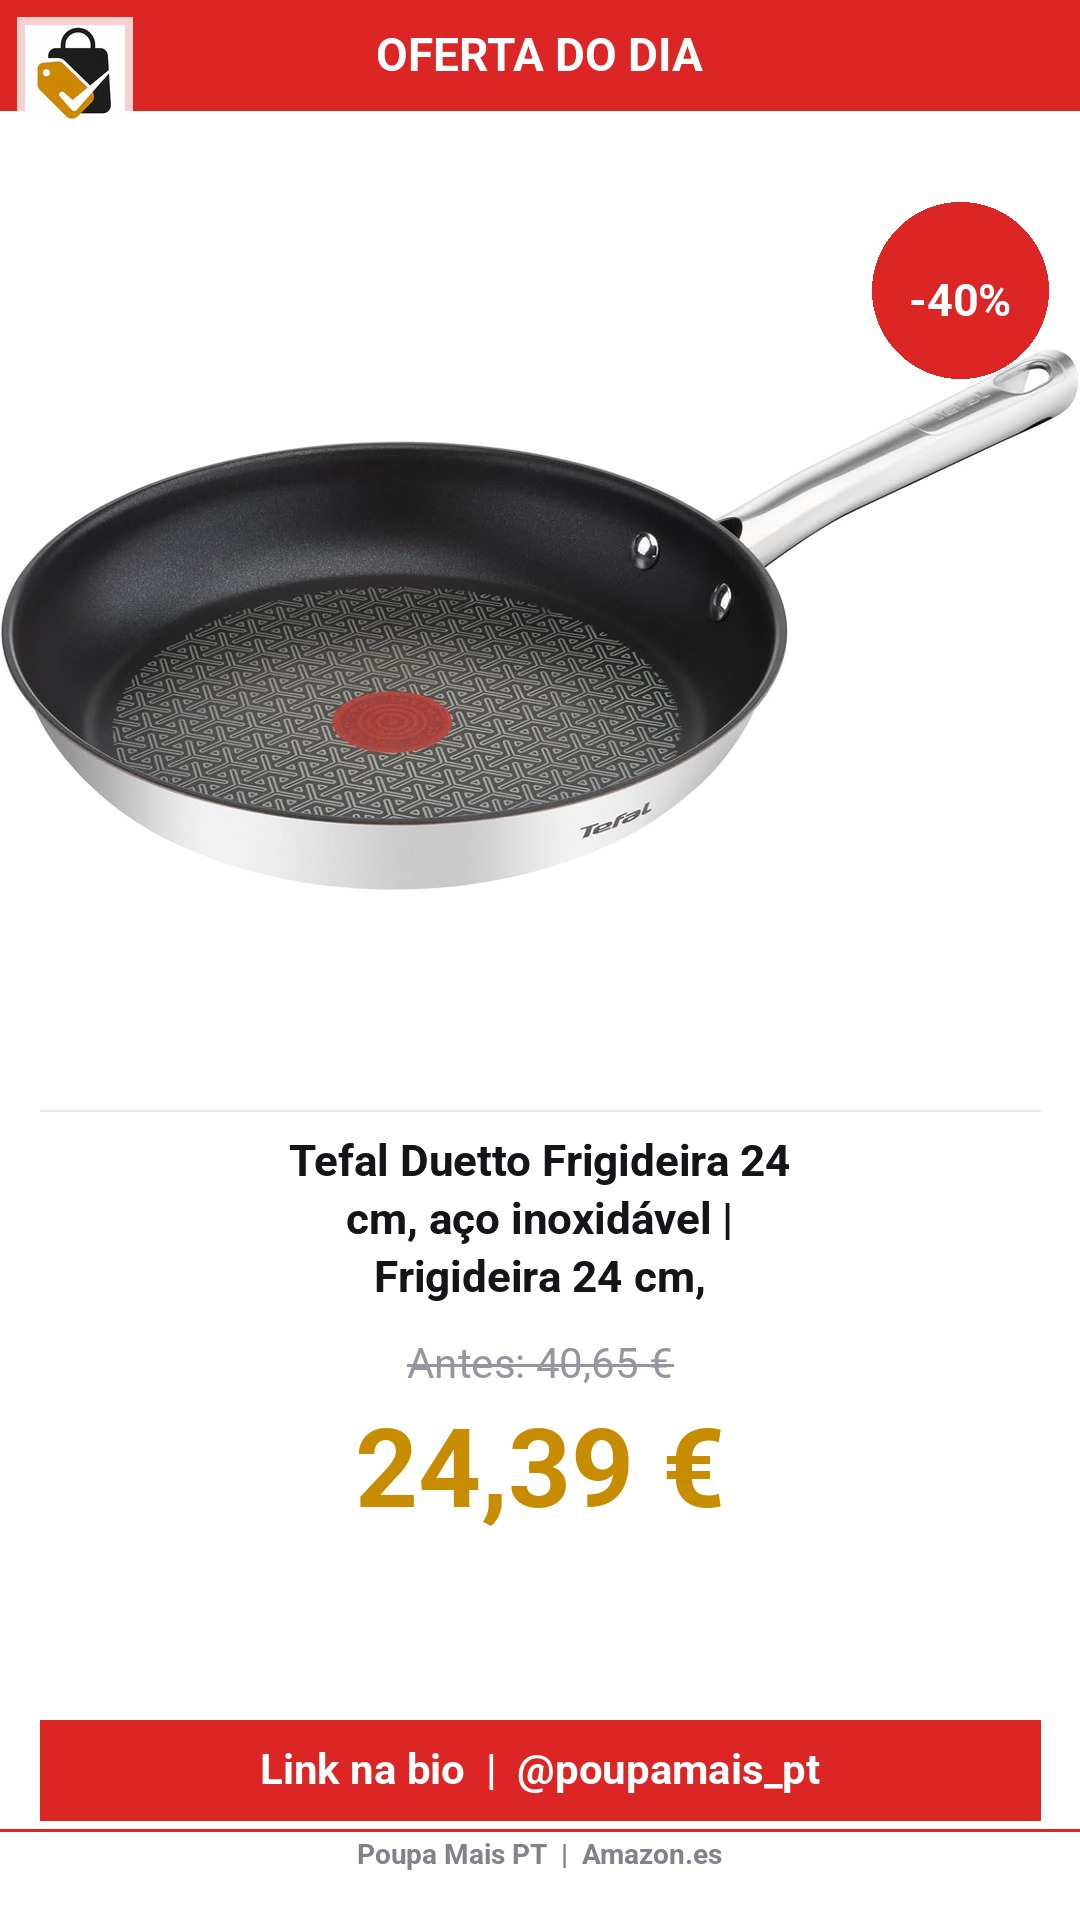 OFERTA DO DIA
-40%
Tefal
Tefal
Tefal Duetto Frigideira 24
cm, aço inoxidável |
Frigideira 24 cm,
Antes: 40,65 €
24,39 €
Link na bio | @poupamais_pt
Poupa Mais PT | Amazon.es